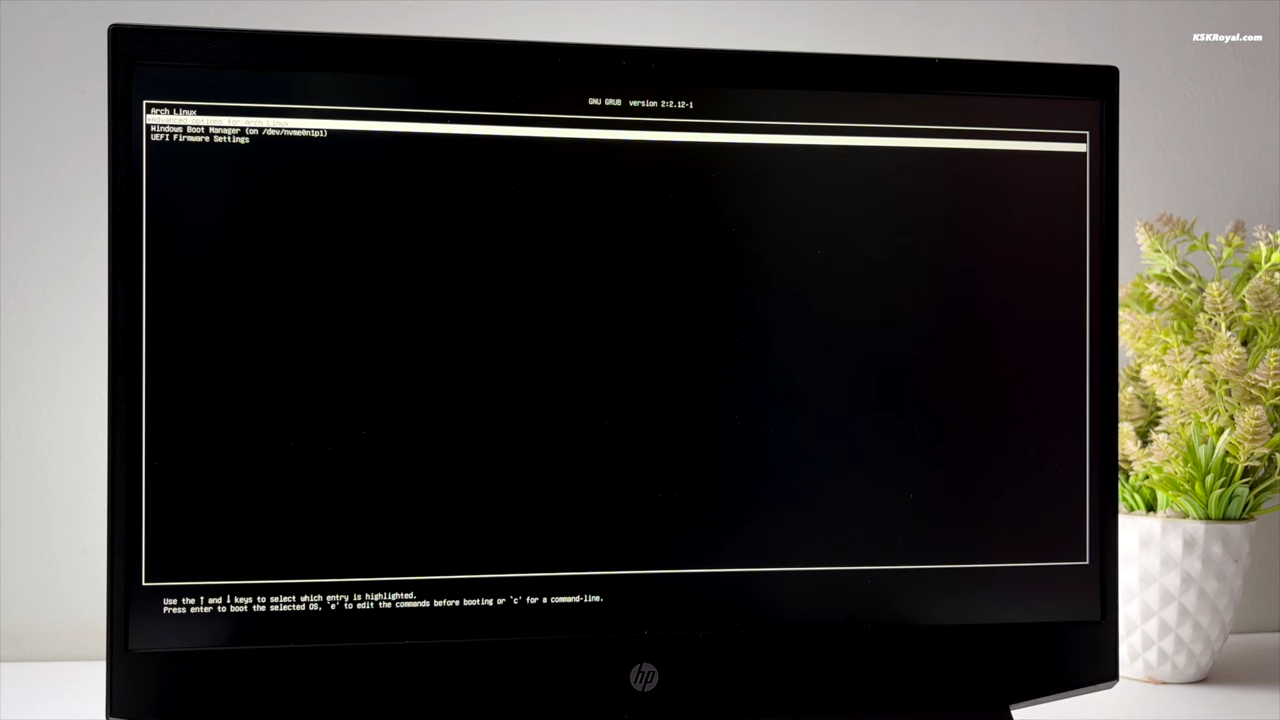 KSKRoyal.com
GNU GRUB version 2:2.12-1
Arch Linux
*Advanced options for Arch Linux
Windows Boot Manager (on /dev/nvme0n1p1)
UEFI Firmware Settings
Use the ↑ and ↓ keys to select which entry is highlighted.
Press enter to boot the selected OS, `e' to edit the commands before booting or `c' for a command-line.
hp